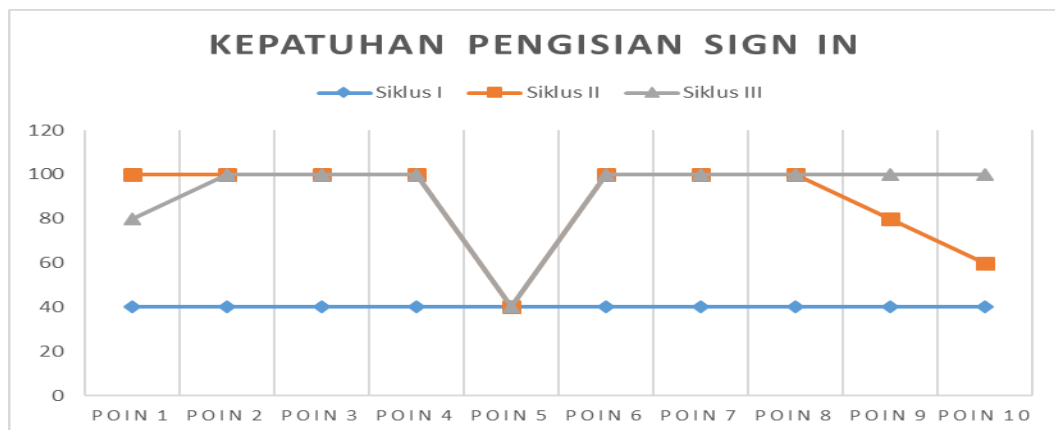 KEPATUHAN PENGISIAN SIGN IN
Siklus I Siklus II Siklus III
120
100
80
60
40
20
0
POIN 1 POIN 2 POIN 3 POIN 4 POIN 5 POIN 6 POIN 7 POIN 8 POIN 9 POIN 10